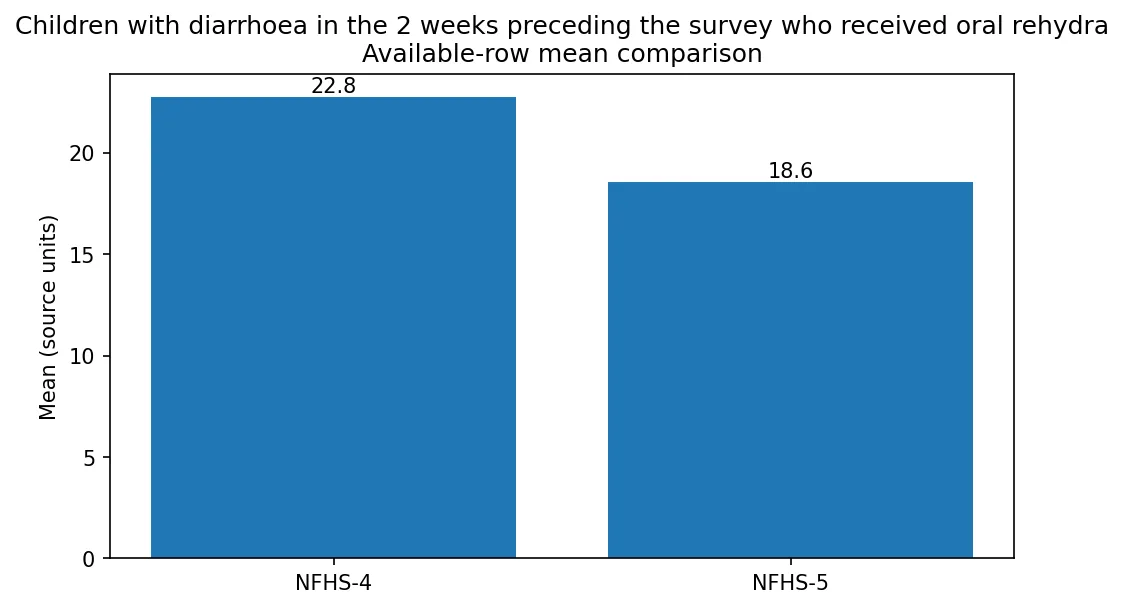 Children with diarrhoea in the 2 weeks preceding the survey who received oral rehydra
Available-row mean comparison
22.8
18.6
Mean (source units)
20
15
10
5
0
NFHS-4
NFHS-5